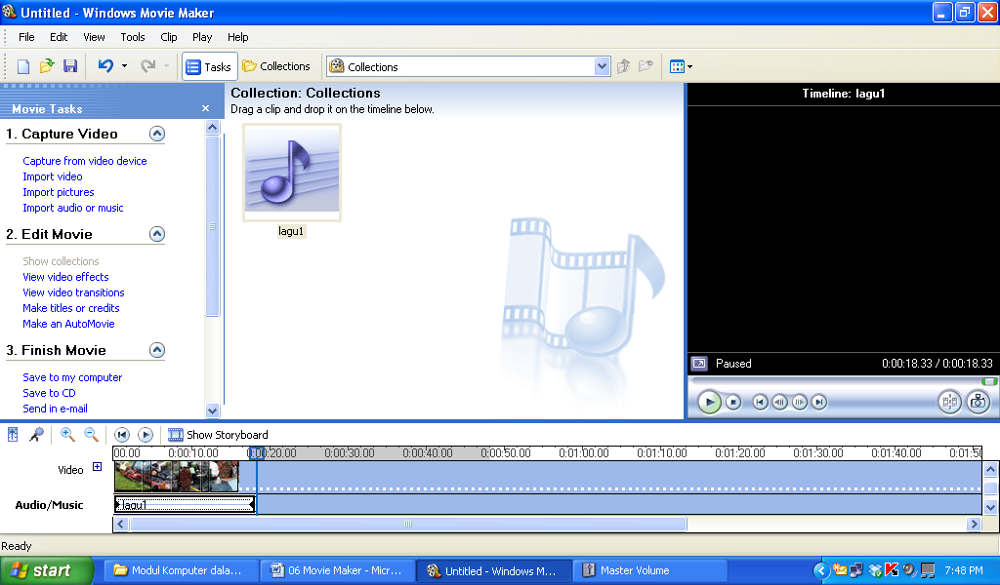 Untitled - Windows Movie Maker
File Edit View Tools Clip Play Help
Tasks Collections Collections
Movie Tasks
1. Capture Video
Capture from video device
Import video
Import pictures
Import audio or music
2. Edit Movie
Show collections
View video effects
View video transitions
Make titles or credits
Make an AutoMovie
3. Finish Movie
Save to my computer
Save to CD
Send in e-mail
Collection: Collections
Drag a clip and drop it on the timeline below.
lagu1
Timeline: lagu1
Paused 0:00:18.33 / 0:00:18.33
Show Storyboard
00.00 0:00:10.00 0:00:20.00 0:00:30.00 0:00:40.00 0:00:50.00 0:01:00.00 0:01:10.00 0:01:20.00 0:01:30.00 0:01:40.00 0:01:50
Video
Audio/Music lagu1
Ready
start Modul Komputer dala... 06 Movie Maker - Micr... Untitled - Windows M... Master Volume 7:48 PM